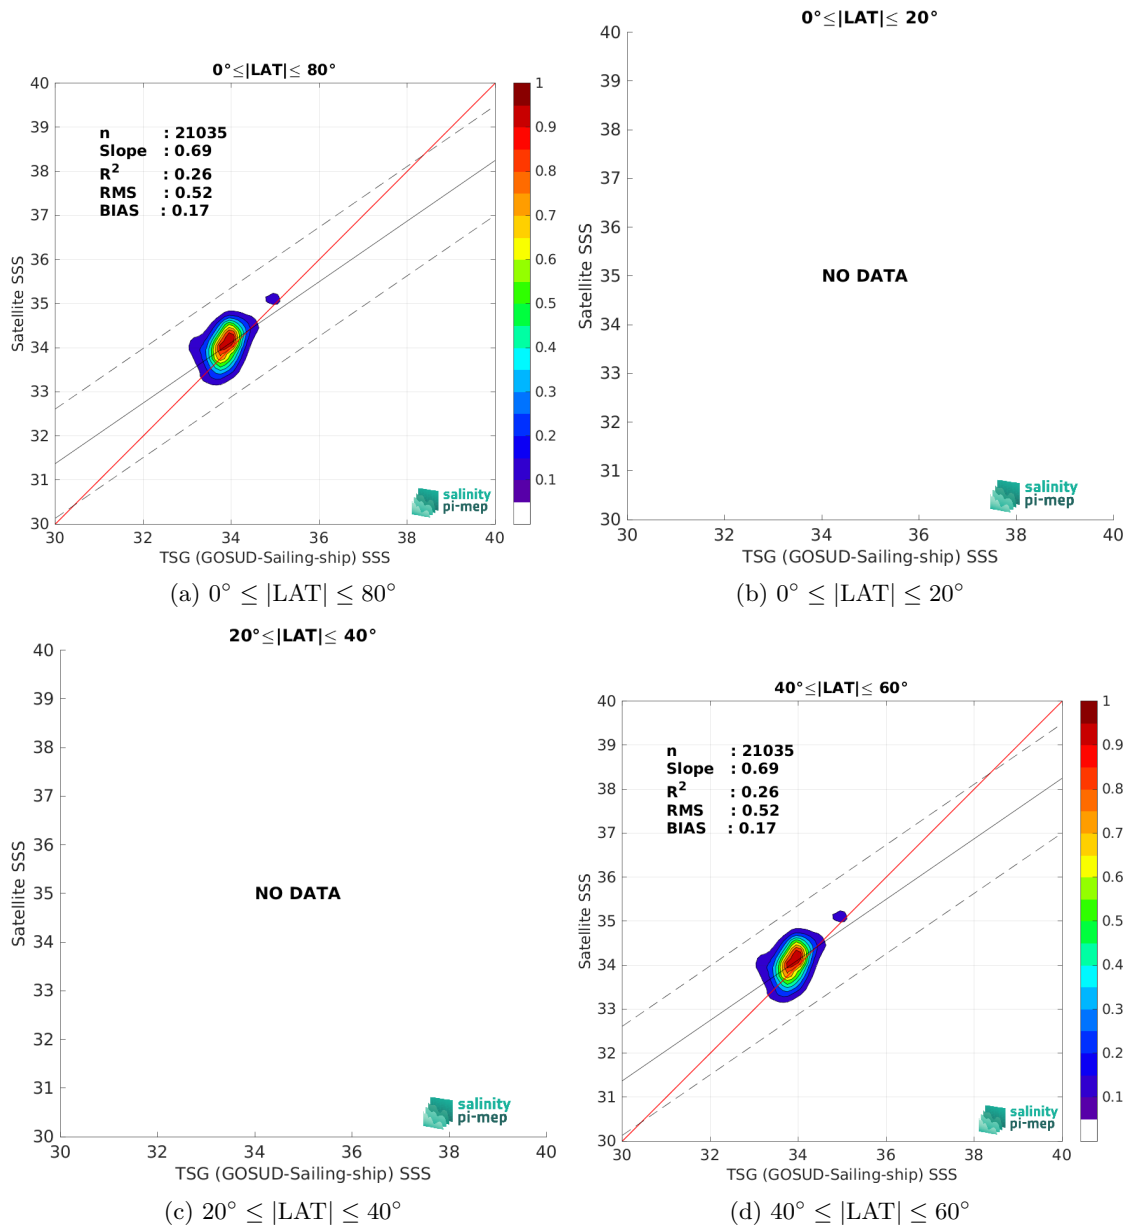 0°≤|LAT|≤ 80°
40
39
38
37
36
35
34
33
32
31
30
n : 21035
Slope : 0.69
R² : 0.26
RMS : 0.52
BIAS : 0.17
1
0.9
0.8
0.7
0.6
0.5
0.4
0.3
0.2
0.1
Satellite SSS
salinity
pi-mep
30 32 34 36 38 40
TSG (GOSUD-Sailing-ship) SSS
(a) 0° ≤ |LAT| ≤ 80°
0°≤|LAT|≤ 20°
40
39
38
37
36
35
34
33
32
31
30
Satellite SSS
NO DATA
salinity
pi-mep
30 32 34 36 38 40
TSG (GOSUD-Sailing-ship) SSS
(b) 0° ≤ |LAT| ≤ 20°
20°≤|LAT|≤ 40°
40
39
38
37
36
35
34
33
32
31
30
Satellite SSS
NO DATA
salinity
pi-mep
30 32 34 36 38 40
TSG (GOSUD-Sailing-ship) SSS
(c) 20° ≤ |LAT| ≤ 40°
40°≤|LAT|≤ 60°
40
39
38
37
36
35
34
33
32
31
30
n : 21035
Slope : 0.69
R² : 0.26
RMS : 0.52
BIAS : 0.17
1
0.9
0.8
0.7
0.6
0.5
0.4
0.3
0.2
0.1
Satellite SSS
salinity
pi-mep
30 32 34 36 38 40
TSG (GOSUD-Sailing-ship) SSS
(d) 40° ≤ |LAT| ≤ 60°